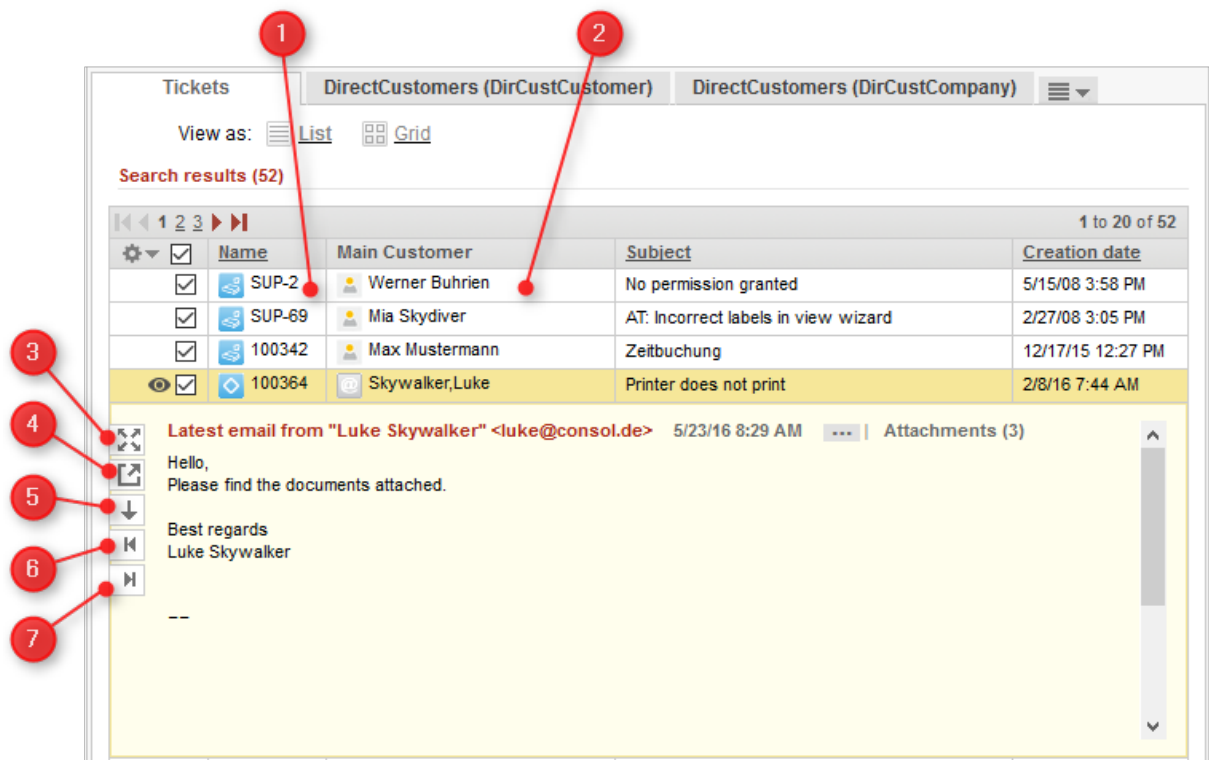 1 2
Tickets DirectCustomers (DirCustCustomer) DirectCustomers (DirCustCompany)
View as: List Grid
Search results (52)
1 2 3 1 to 20 of 52
Name Main Customer Subject Creation date
SUP-2 Werner Buhrien No permission granted 5/15/08 3:58 PM
SUP-69 Mia Skydiver AT: Incorrect labels in view wizard 2/27/08 3:05 PM
100342 Max Mustermann Zeitbuchung 12/17/15 12:27 PM
100364 @ Skywalker,Luke Printer does not print 2/8/16 7:44 AM
3
4 Latest email from "Luke Skywalker" <luke@consol.de> 5/23/16 8:29 AM ... | Attachments (3)
Hello,
Please find the documents attached.
5
Best regards
Luke Skywalker
6
--
7